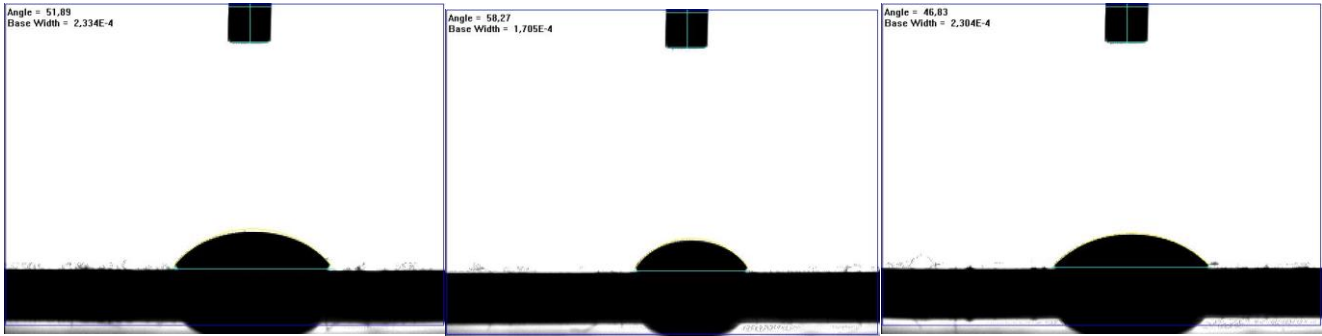 Angle = 51,89
Base Width = 2,334E-4
Angle = 58,27
Base Width = 1,705E-4
Angle = 46,83
Base Width = 2,304E-4